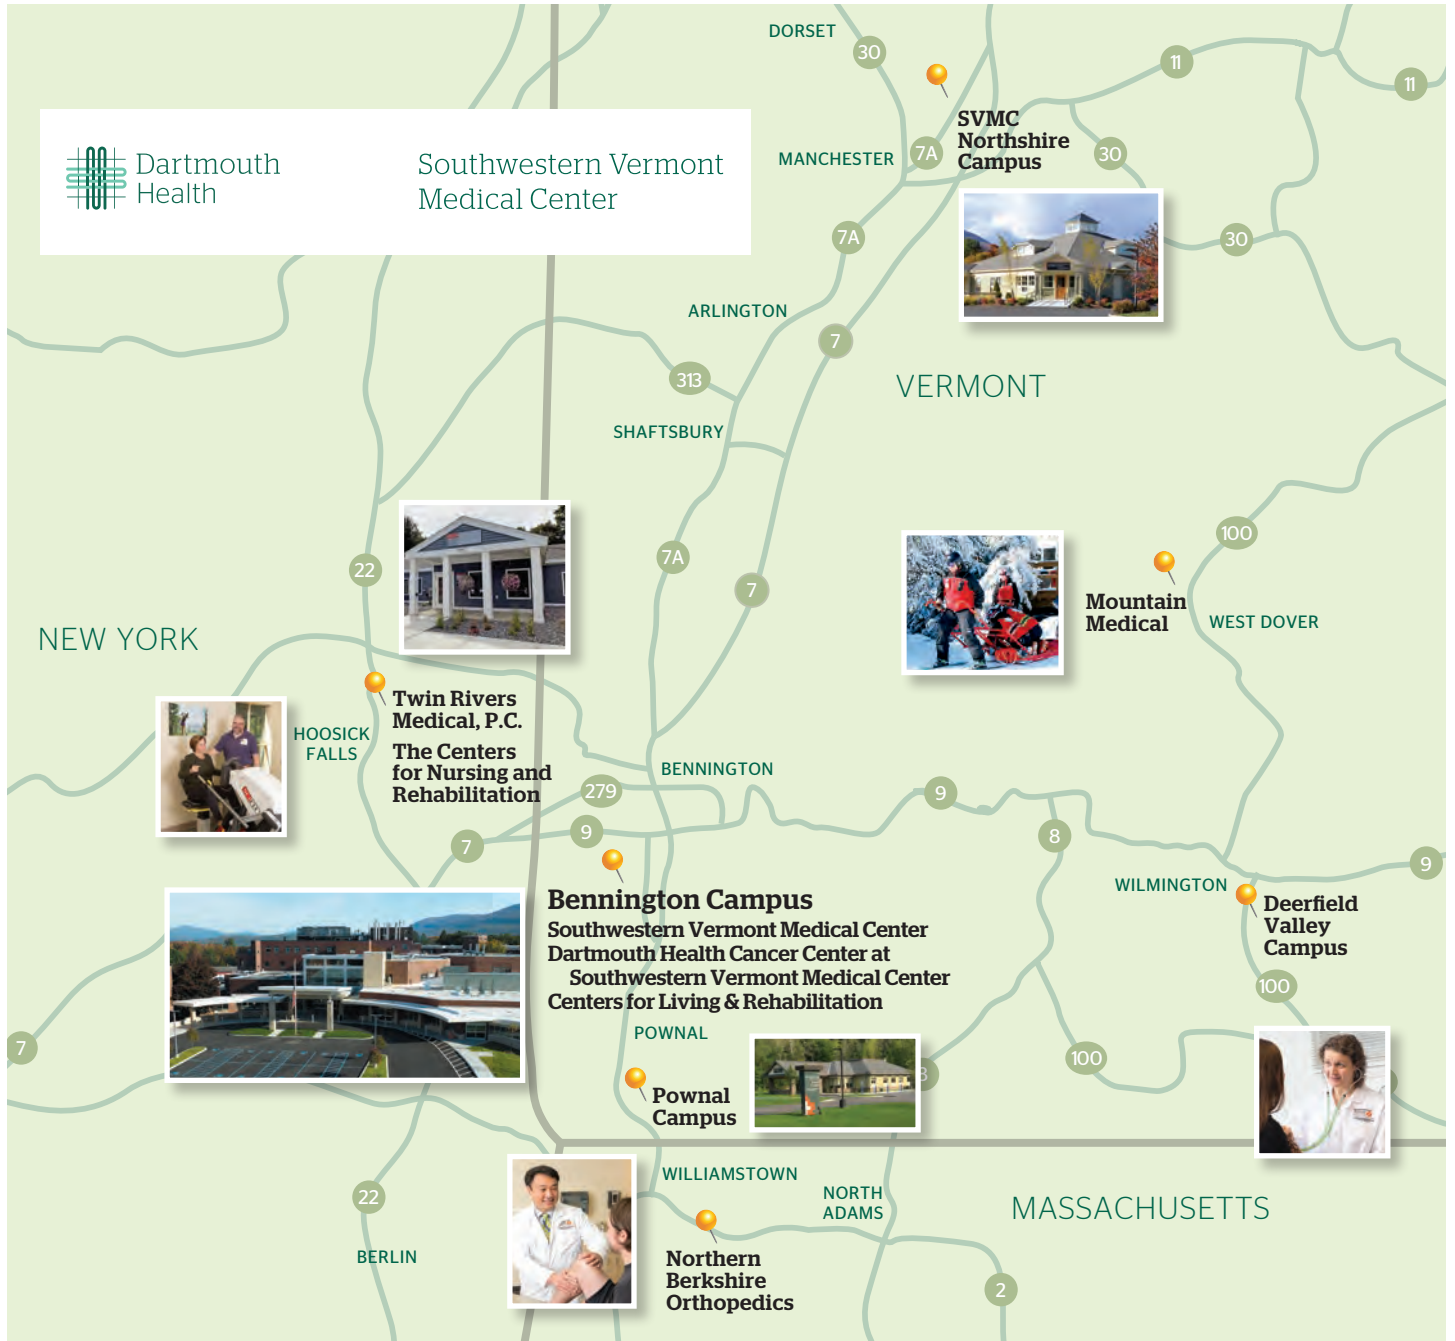 DORSET
30
11
11
SVMC
Northshire
Campus
Dartmouth
Health
Southwestern Vermont
Medical Center
MANCHESTER
7A
30
7A
30
ARLINGTON
7
313
VERMONT
SHAFTSBURY
22
7A
7
100
Mountain
Medical
WEST DOVER
NEW YORK
Twin Rivers
Medical, P.C.
HOOSICK
FALLS
The Centers
for Nursing and
Rehabilitation
BENNINGTON
279
9
9
7
8
9
Bennington Campus
Southwestern Vermont Medical Center
Dartmouth Health Cancer Center at
Southwestern Vermont Medical Center
Centers for Living & Rehabilitation
WILMINGTON
Deerfield
Valley
Campus
100
POWNAL
7
100
8
Pownal
Campus
WILLIAMSTOWN
22
NORTH
ADAMS
MASSACHUSETTS
BERLIN
Northern
Berkshire
Orthopedics
2